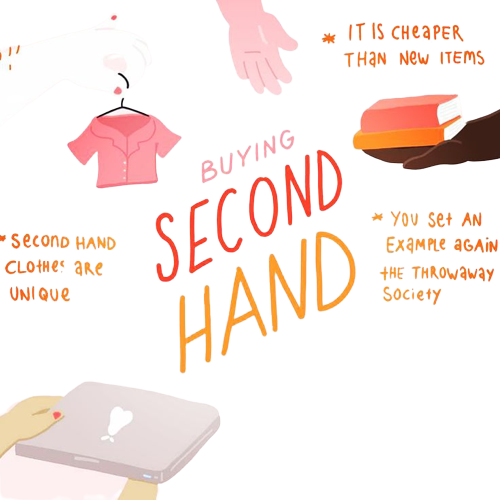 !"
* IT IS CHEAPER
THAN NEW ITEMS
BUYING
SECOND
HAND
* SECOND HAND
CLOTHES ARE
UNIQUE
* YOU SET AN
EXAMPLE AGAIN
THE THROWAWAY
SOCIETY